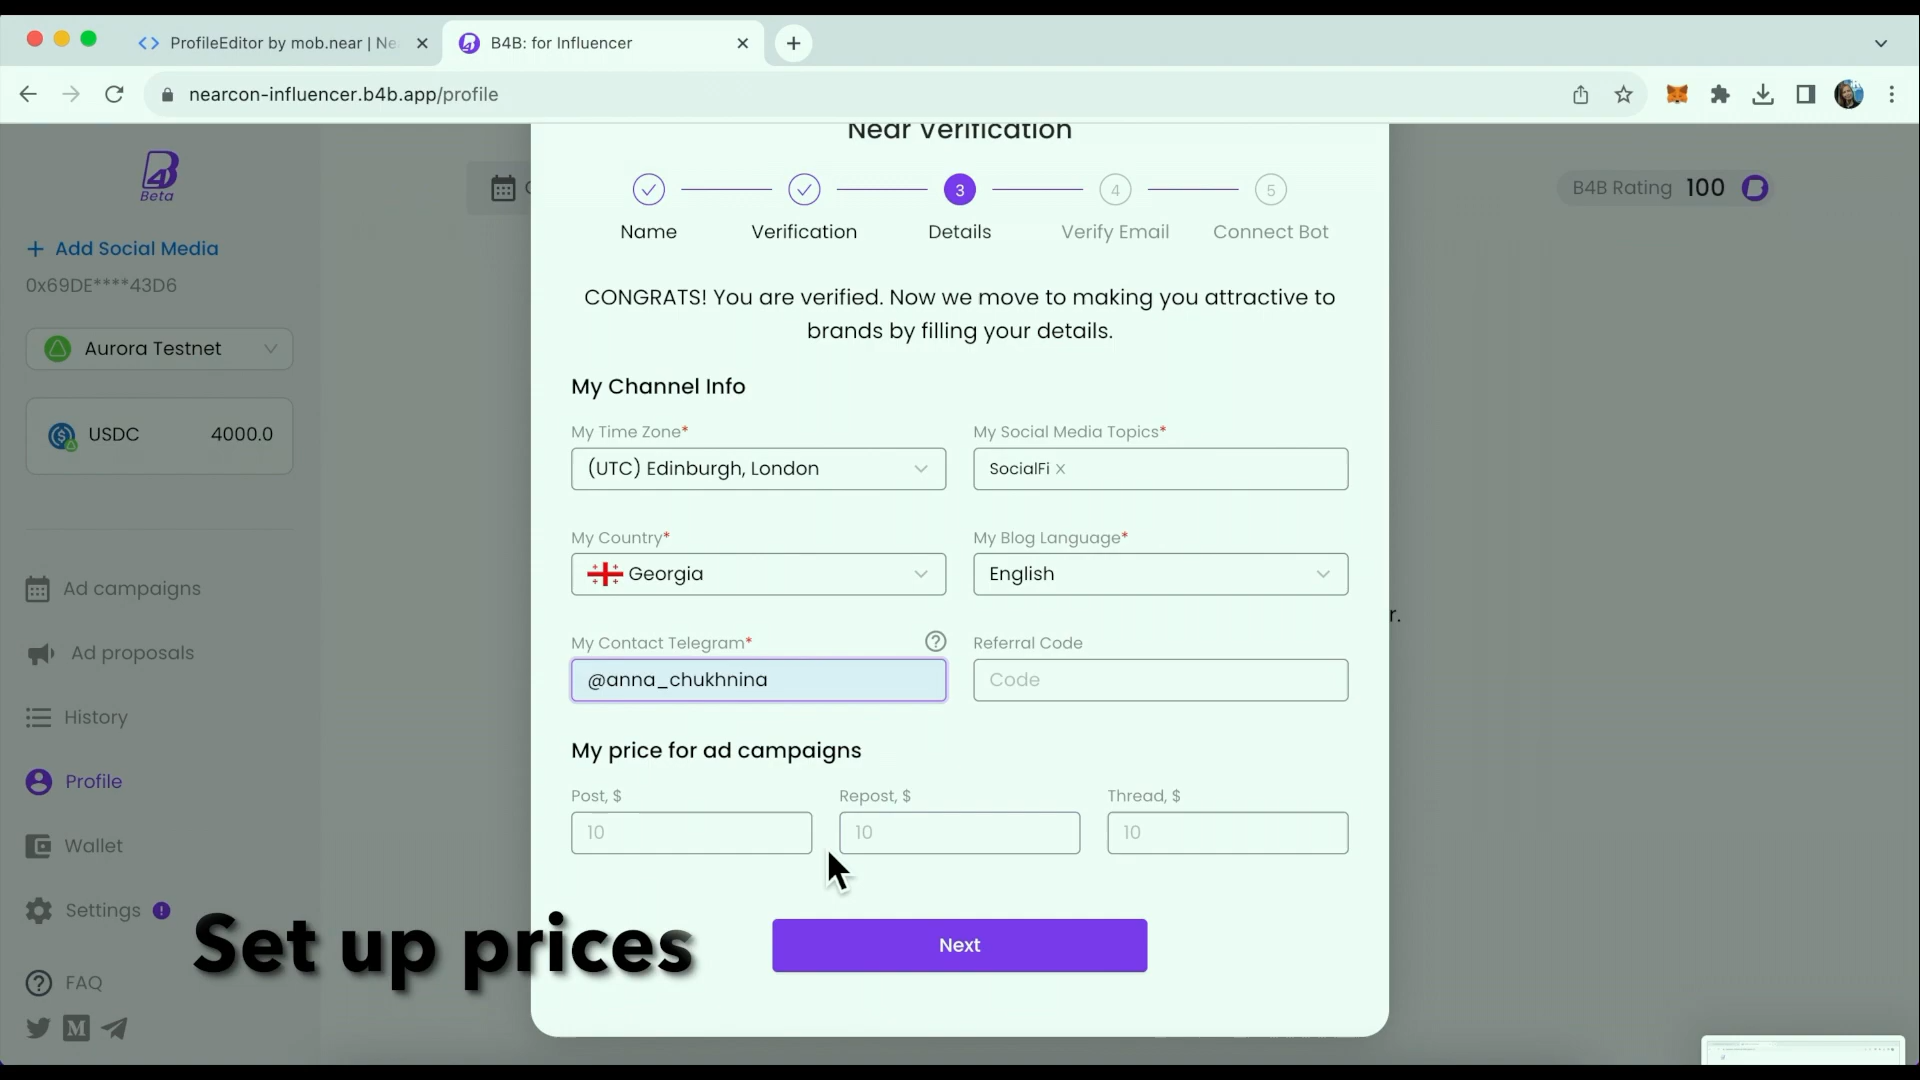 ProfileEditor by mob.near | Ne
B4B: for Influencer
nearcon-influencer.b4b.app/profile
Near Verification
3
4
5
Name
Verification
Details
Verify Email
Connect Bot
Beta
B4B Rating 100
Add Social Media
0x69DE****43D6
Aurora Testnet
USDC
4000.0
CONGRATS! You are verified. Now we move to making you attractive to
brands by filling your details.
My Channel Info
My Time Zone*
My Social Media Topics*
(UTC) Edinburgh, London
SocialFi
My Country*
My Blog Language*
Georgia
English
r.
My Contact Telegram*
Referral Code
@anna_chukhnina
Code
My price for ad campaigns
Post, $
Repost, $
Thread, $
10
10
10
Next
Ad campaigns
Ad proposals
History
Profile
Wallet
Settings
FAQ
Set up prices